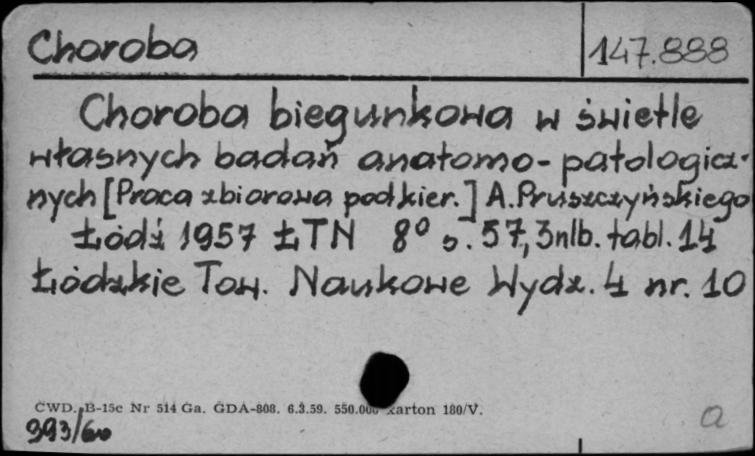 Choroba 147.888
Choroba biegunkowa w świetle
własnych badań anatomo-patologicz-
nych [Praca zbiorowa pod kier.] A. Pruszczyńskiego
Łódź 1957 ŁTN 8° s. 57, 3nlb. tabl. 14
Łódzkie Tow. Naukowe Wydz. 4 nr. 10
CWD. B-15c Nr 514 Ga. GDA-808. 6.3.59. 550.000 karton 180/V.
393/60
a